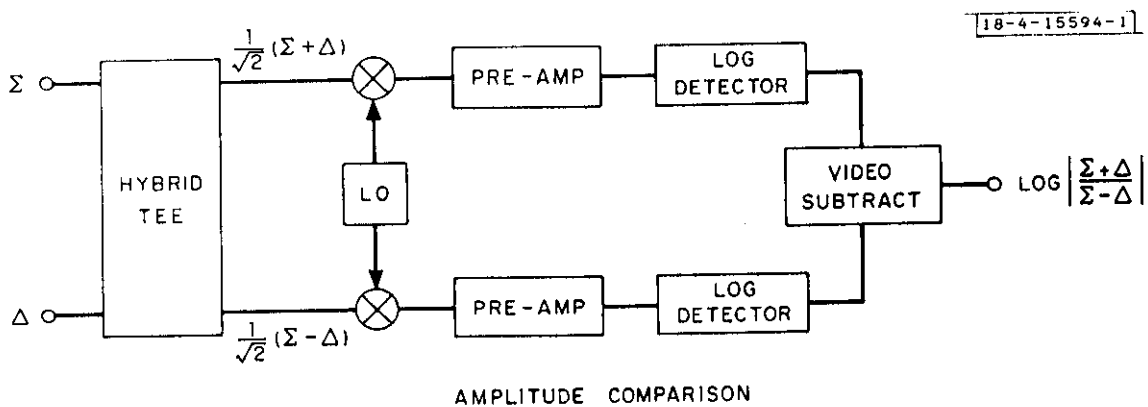 18-4-15594-1
Σ
Δ
HYBRID
TEE
1/√2 (Σ+Δ)
1/√2 (Σ-Δ)
LO
PRE-AMP
LOG
DETECTOR
PRE-AMP
LOG
DETECTOR
VIDEO
SUBTRACT
LOG |Σ+Δ/Σ-Δ|
AMPLITUDE COMPARISON